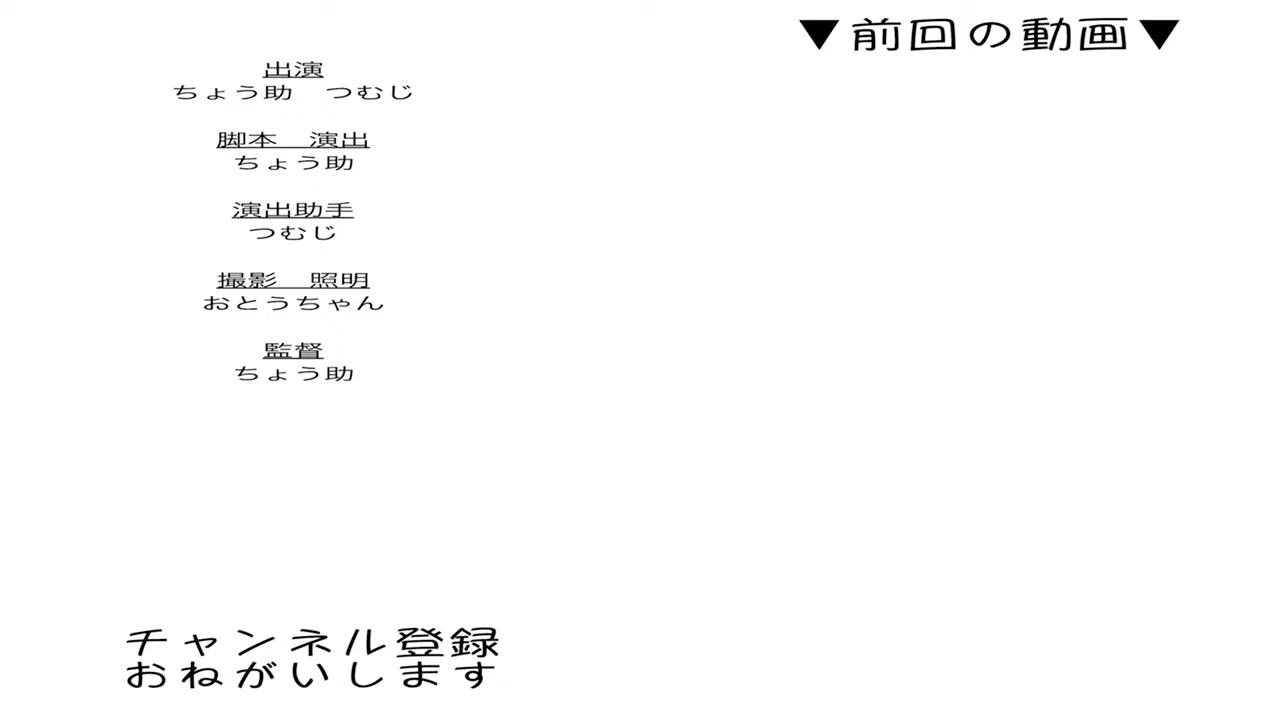 ▼前回の動画▼
出演
ちょう助　つむじ
脚本　演出
ちょう助
演出助手
つむじ
撮影　照明
おとうちゃん
監督
ちょう助
チャンネル登録
おねがいします